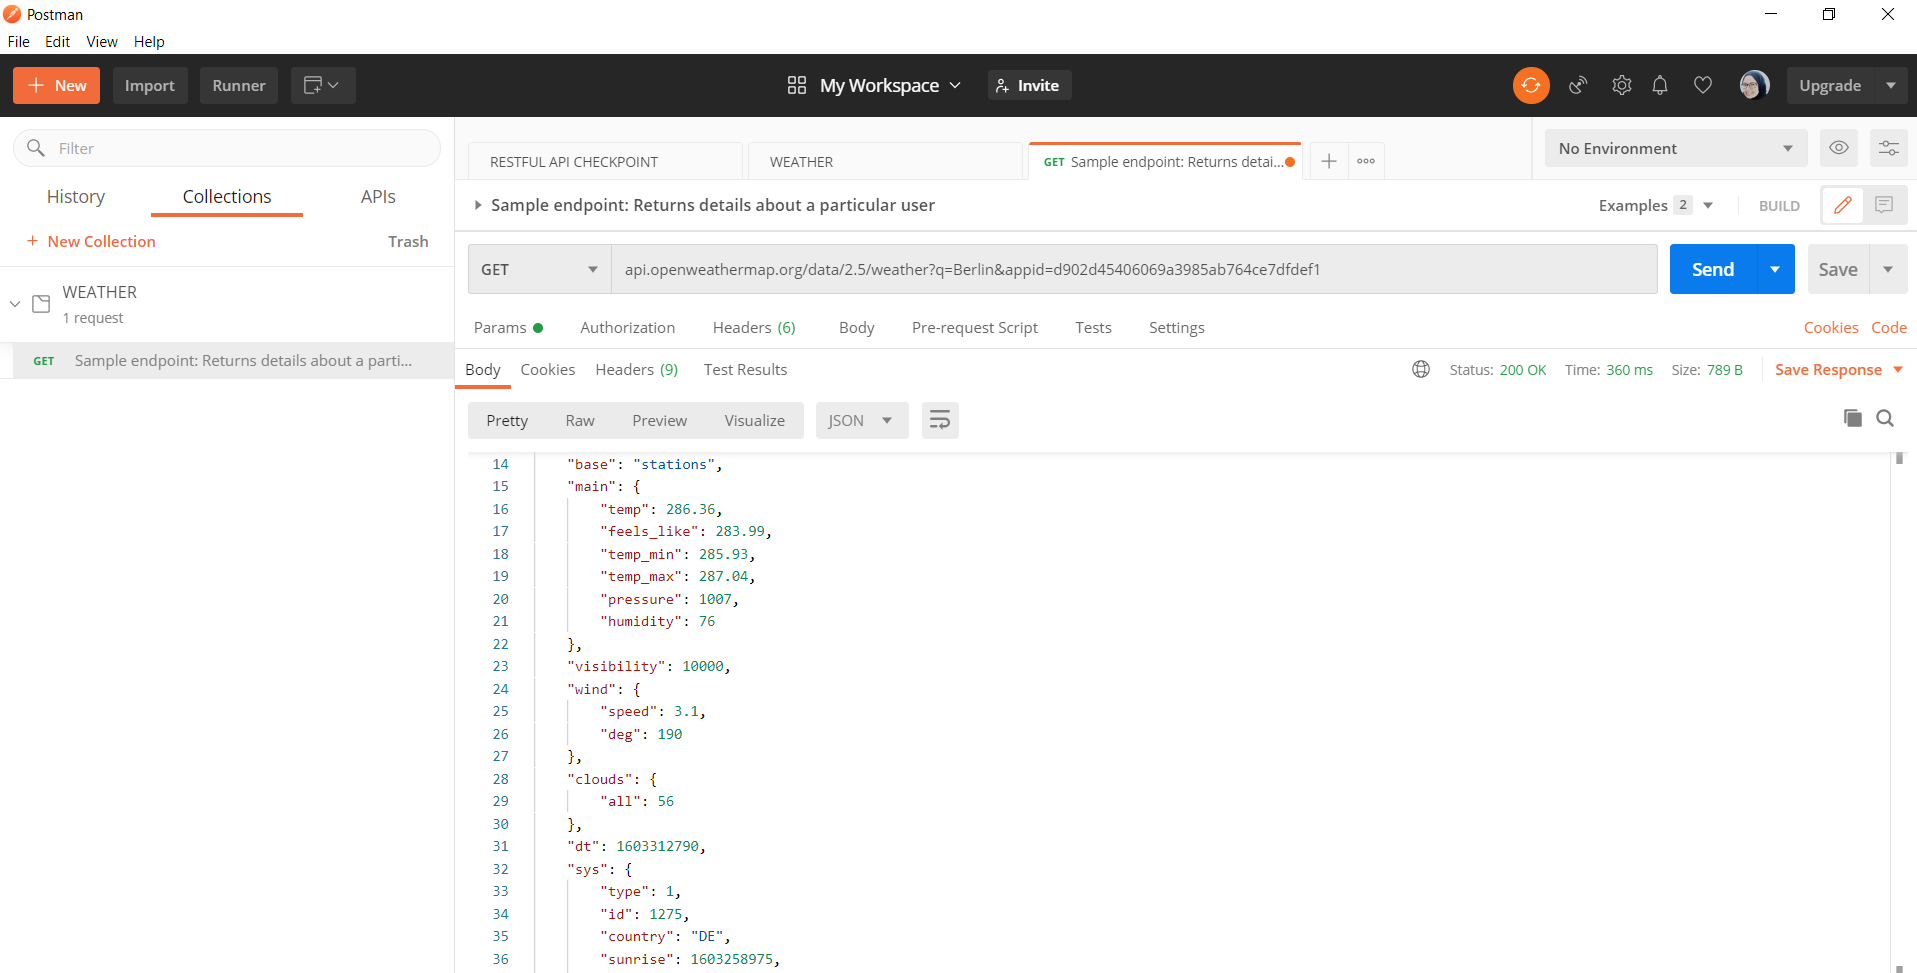 Postman
File Edit View Help
+ New Import Runner My Workspace Invite Upgrade
Filter
History Collections APIs
+ New Collection Trash
WEATHER
1 request
GET Sample endpoint: Returns details about a parti...
RESTFUL API CHECKPOINT WEATHER GET Sample endpoint: Returns detai... + ooo No Environment
Sample endpoint: Returns details about a particular user Examples 2 BUILD
GET api.openweathermap.org/data/2.5/weather?q=Berlin&appid=d902d45406069a3985ab764ce7dfdef1 Send Save
Params Authorization Headers (6) Body Pre-request Script Tests Settings Cookies Code
Body Cookies Headers (9) Test Results Status: 200 OK Time: 360 ms Size: 789 B Save Response
Pretty Raw Preview Visualize JSON
14 "base": "stations",
15 "main": {
16 "temp": 286.36,
17 "feels_like": 283.99,
18 "temp_min": 285.93,
19 "temp_max": 287.04,
20 "pressure": 1007,
21 "humidity": 76
22 },
23 "visibility": 10000,
24 "wind": {
25 "speed": 3.1,
26 "deg": 190
27 },
28 "clouds": {
29 "all": 56
30 },
31 "dt": 1603312790,
32 "sys": {
33 "type": 1,
34 "id": 1275,
35 "country": "DE",
36 "sunrise": 1603258975,